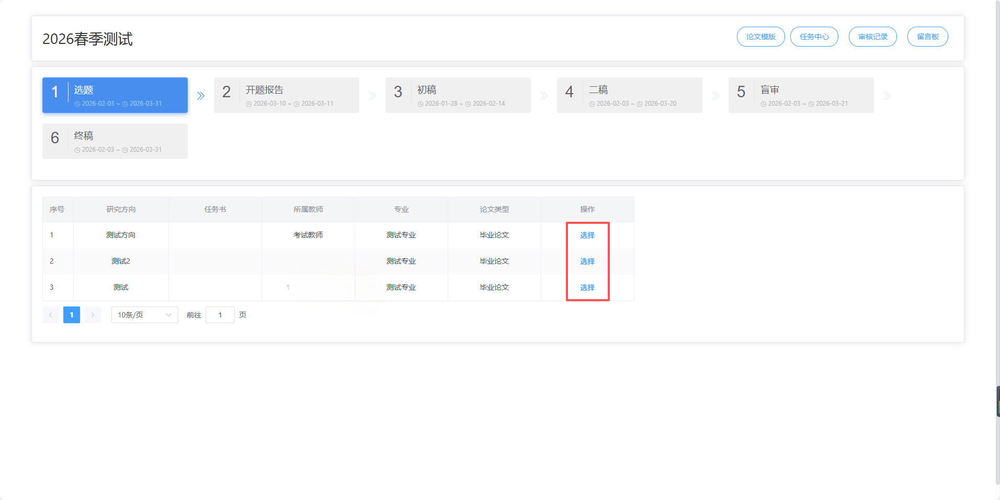 2026春季测试
论文模版 任务中心 审核记录 留言板
1 选题
2026-02-03 ~ 2026-03-31
2 开题报告
2026-03-10 ~ 2026-03-11
3 初稿
2026-01-28 ~ 2026-02-14
4 二稿
2026-02-03 ~ 2026-03-20
5 盲审
2026-02-03 ~ 2026-03-21
6 终稿
2026-02-03 ~ 2026-03-31
序号 研究方向 任务书 所属教师 专业 论文类型 操作
1 测试方向 考试教师 测试专业 毕业论文 选择
2 测试2 测试专业 毕业论文 选择
3 测试 1 测试专业 毕业论文 选择
1 10条/页 前往 1 页